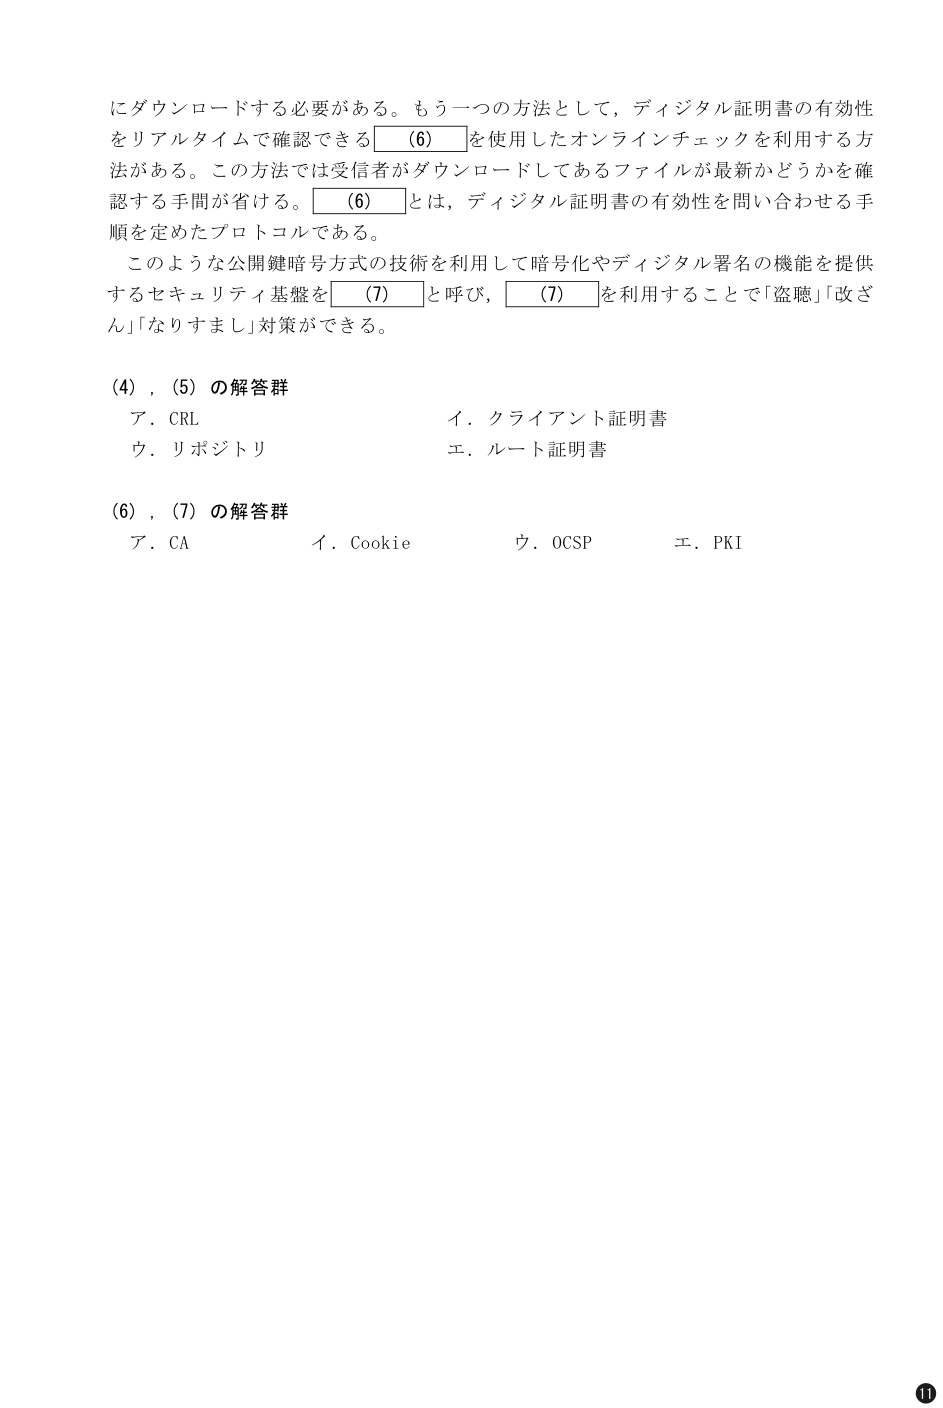 にダウンロードする必要がある。もう一つの方法として，ディジタル証明書の有効性
をリアルタイムで確認できる (6) を使用したオンラインチェックを利用する方
法がある。この方法では受信者がダウンロードしてあるファイルが最新かどうかを確
認する手間が省ける。 (6) とは，ディジタル証明書の有効性を問い合わせる手
順を定めたプロトコルである。
このような公開鍵暗号方式の技術を利用して暗号化やディジタル署名の機能を提供
するセキュリティ基盤を (7) と呼び， (7) を利用することで「盗聴」「改ざ
ん」「なりすまし」対策ができる。
(4)，(5) の解答群
ア．CRL イ．クライアント証明書
ウ．リポジトリ エ．ルート証明書
(6)，(7) の解答群
ア．CA イ．Cookie ウ．OCSP エ．PKI
11